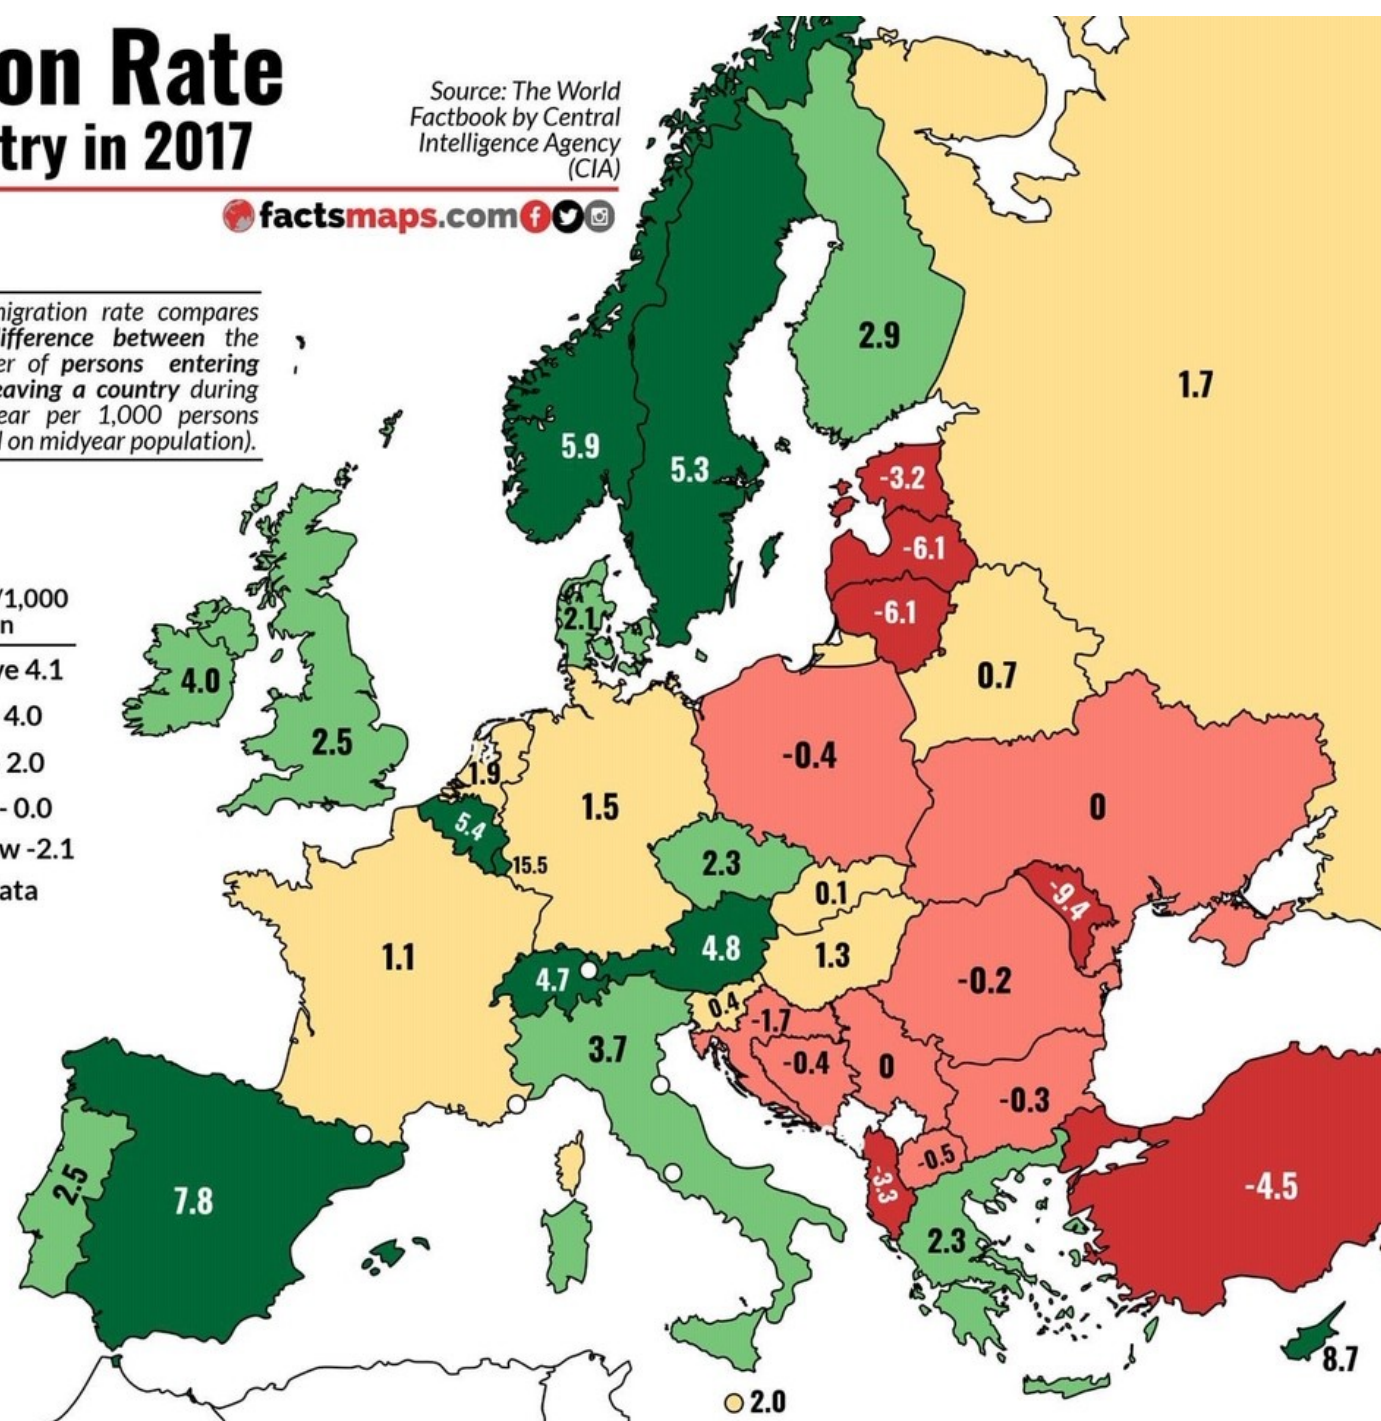 on Rate
try in 2017
Source: The World
Factbook by Central
Intelligence Agency
(CIA)
factsmaps.com
migration rate compares
difference between the
er of persons entering
eaving a country during
ear per 1,000 persons
on midyear population).
/1,000
n
ve 4.1
4.0
2.0
- 0.0
w -2.1
ata
2.9
1.7
5.9
5.3
-3.2
-6.1
-6.1
2.1
4.0
2.5
0.7
-0.4
1.9
1.5
0
5.4
15.5
2.3
0.1
-9.4
1.1
4.7
4.8
1.3
-0.2
0.4
-1.7
3.7
-0.4
0
-0.3
2.5
7.8
-3.3
-0.5
-4.5
2.3
8.7
2.0